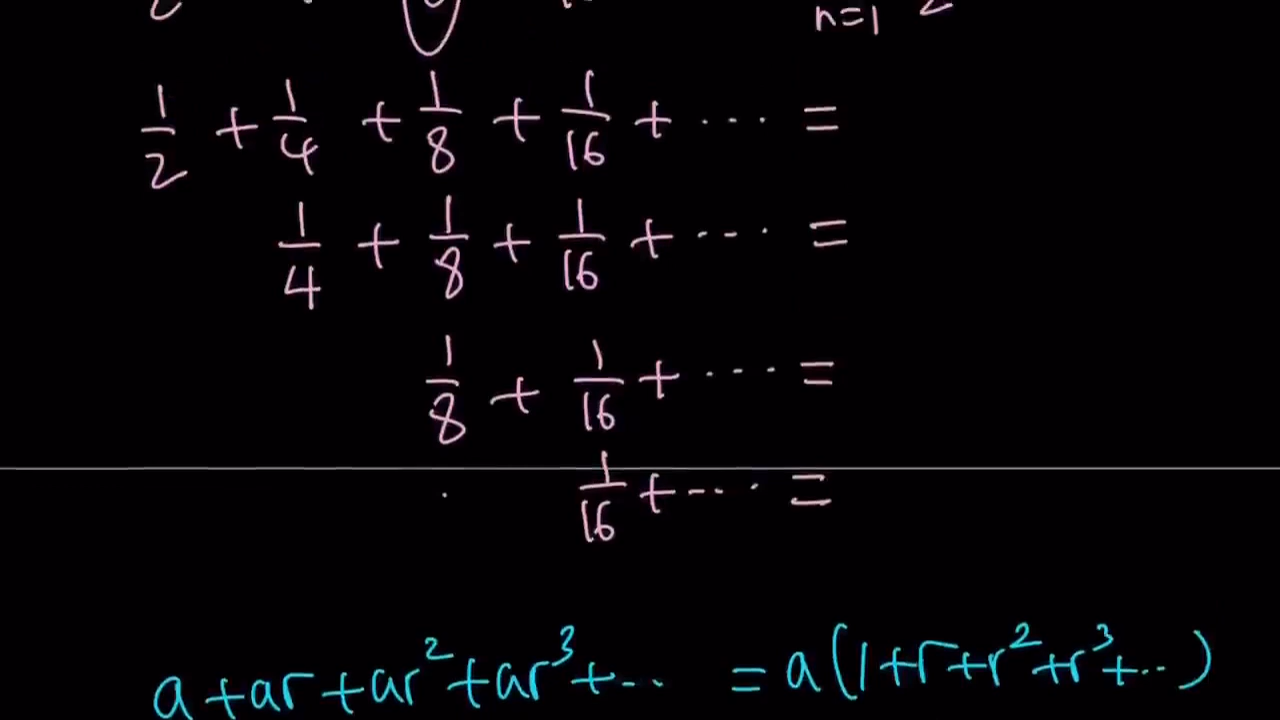 n=1
1/2 + 1/4 + 1/8 + 1/16 + ··· =
1/4 + 1/8 + 1/16 + ··· =
1/8 + 1/16 + ··· =
1/16 + ··· =
a+ar+ar²+ar³+··· = a(1+r+r²+r³+···)